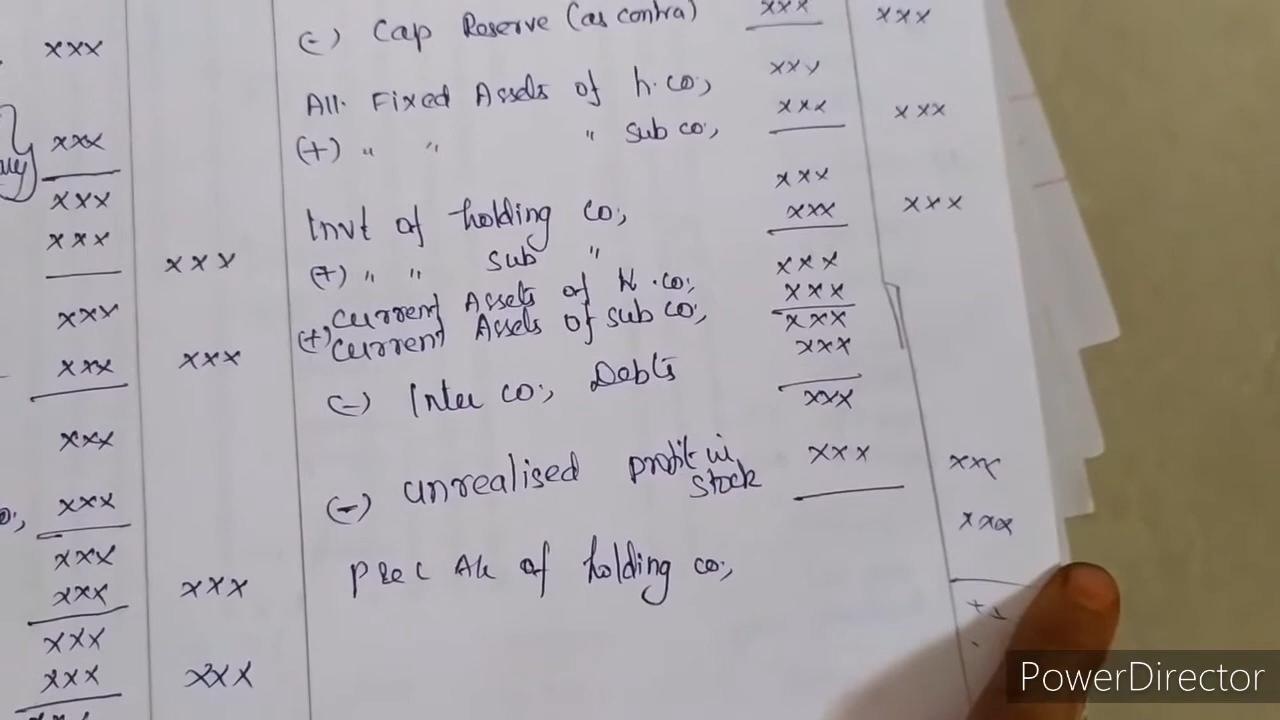 xxx (-) Cap Reserve (as contra) xxx xxx
All. Fixed Assets of h.co; xxx
xxx (+) " " " sub co; xxx xxx
xxx Invt of holding co; xxx
xxx xxx (+) " " sub " xxx xxx
xxx Current Assets of H.co; xxx
(+) Current Assets of sub co; xxx
xxx xxx xxx
(-) Inter co; Debts xxx
xxx xxx
(-) unrealised profit in stock xxx xxx
xxx
xxx P&L A/c of holding co; xxx
xxx xxx
xxx
xxx xxx
PowerDirector